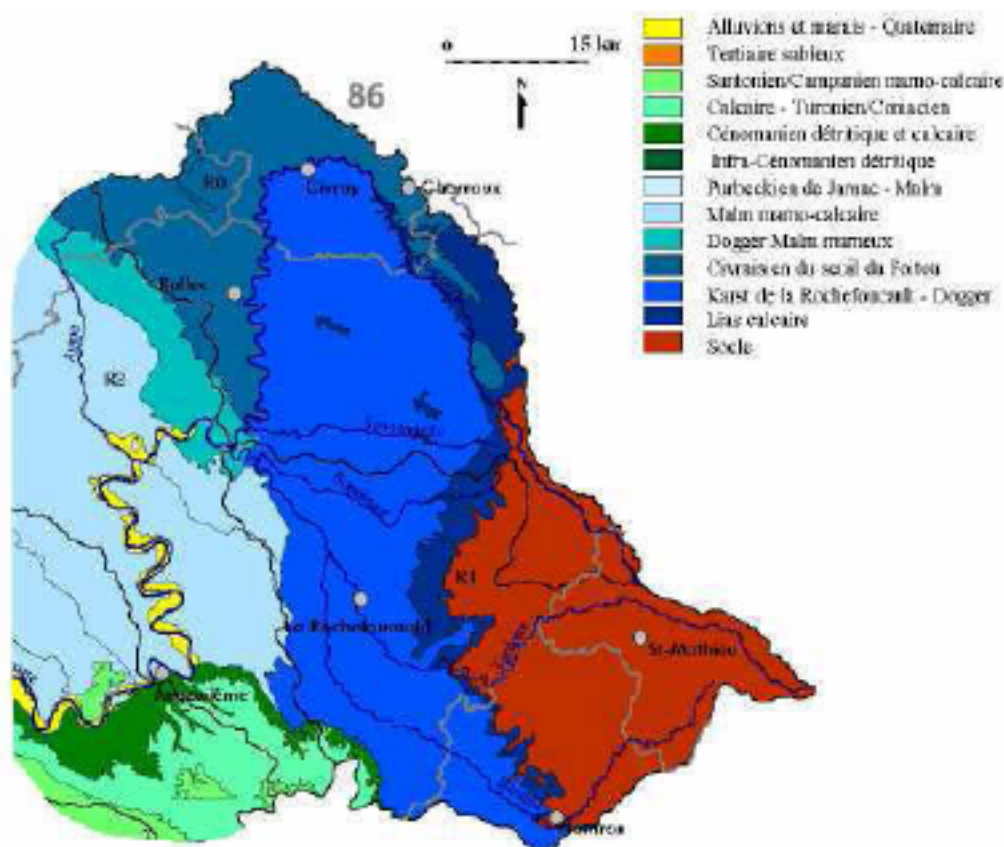 Alluvions et marais - Quaternaire
Tertiaire sableux
Santonien/Campanien marno-calcaire
Calcaire - Turonien/Coniacien
Cénomanien détritique et calcaire
Infra-Cénomanien détritique
Purbeckien de Jarnac - Malm
Malm marno-calcaire
Dogger Malm marneux
Civraisien du seuil du Poitou
Karst de la Rochefoucault - Dogger
Lias calcaire
Socle
0 15 km
N
86
R0
Civray
Charroux
Ruffec
R2
R1
La Rochefoucauld
St-Mathieu
Angoulême